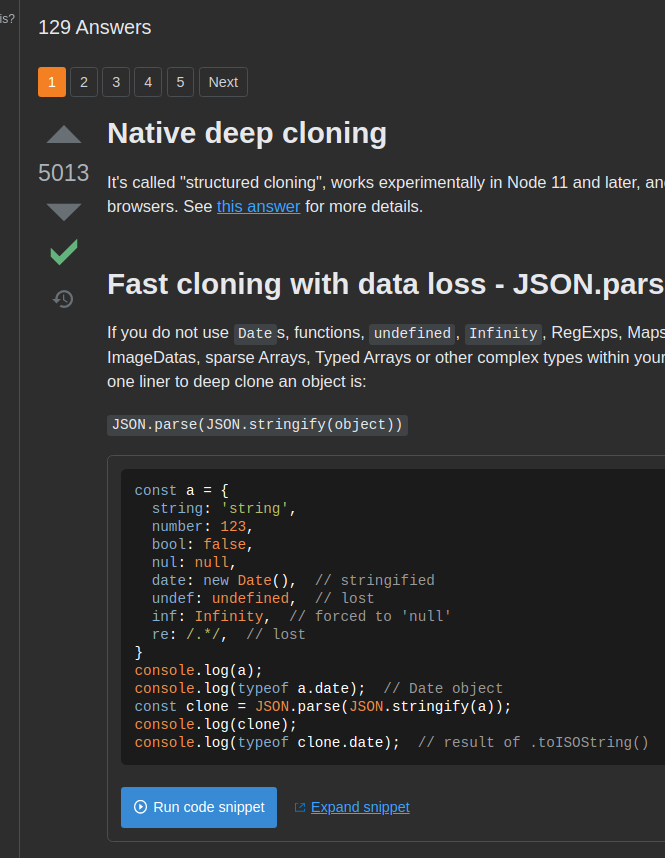 is?
129 Answers
1 2 3 4 5 Next
Native deep cloning
5013
It's called "structured cloning", works experimentally in Node 11 and later, and
browsers. See this answer for more details.
Fast cloning with data loss - JSON.pars
If you do not use Dates, functions, undefined, Infinity, RegExps, Maps
ImageDatas, sparse Arrays, Typed Arrays or other complex types within your
one liner to deep clone an object is:
JSON.parse(JSON.stringify(object))
const a = {
  string: 'string',
  number: 123,
  bool: false,
  nul: null,
  date: new Date(),  // stringified
  undef: undefined,  // lost
  inf: Infinity,  // forced to 'null'
  re: /.*/,  // lost
}
console.log(a);
console.log(typeof a.date);  // Date object
const clone = JSON.parse(JSON.stringify(a));
console.log(clone);
console.log(typeof clone.date);  // result of .toISOString()
Run code snippet Expand snippet